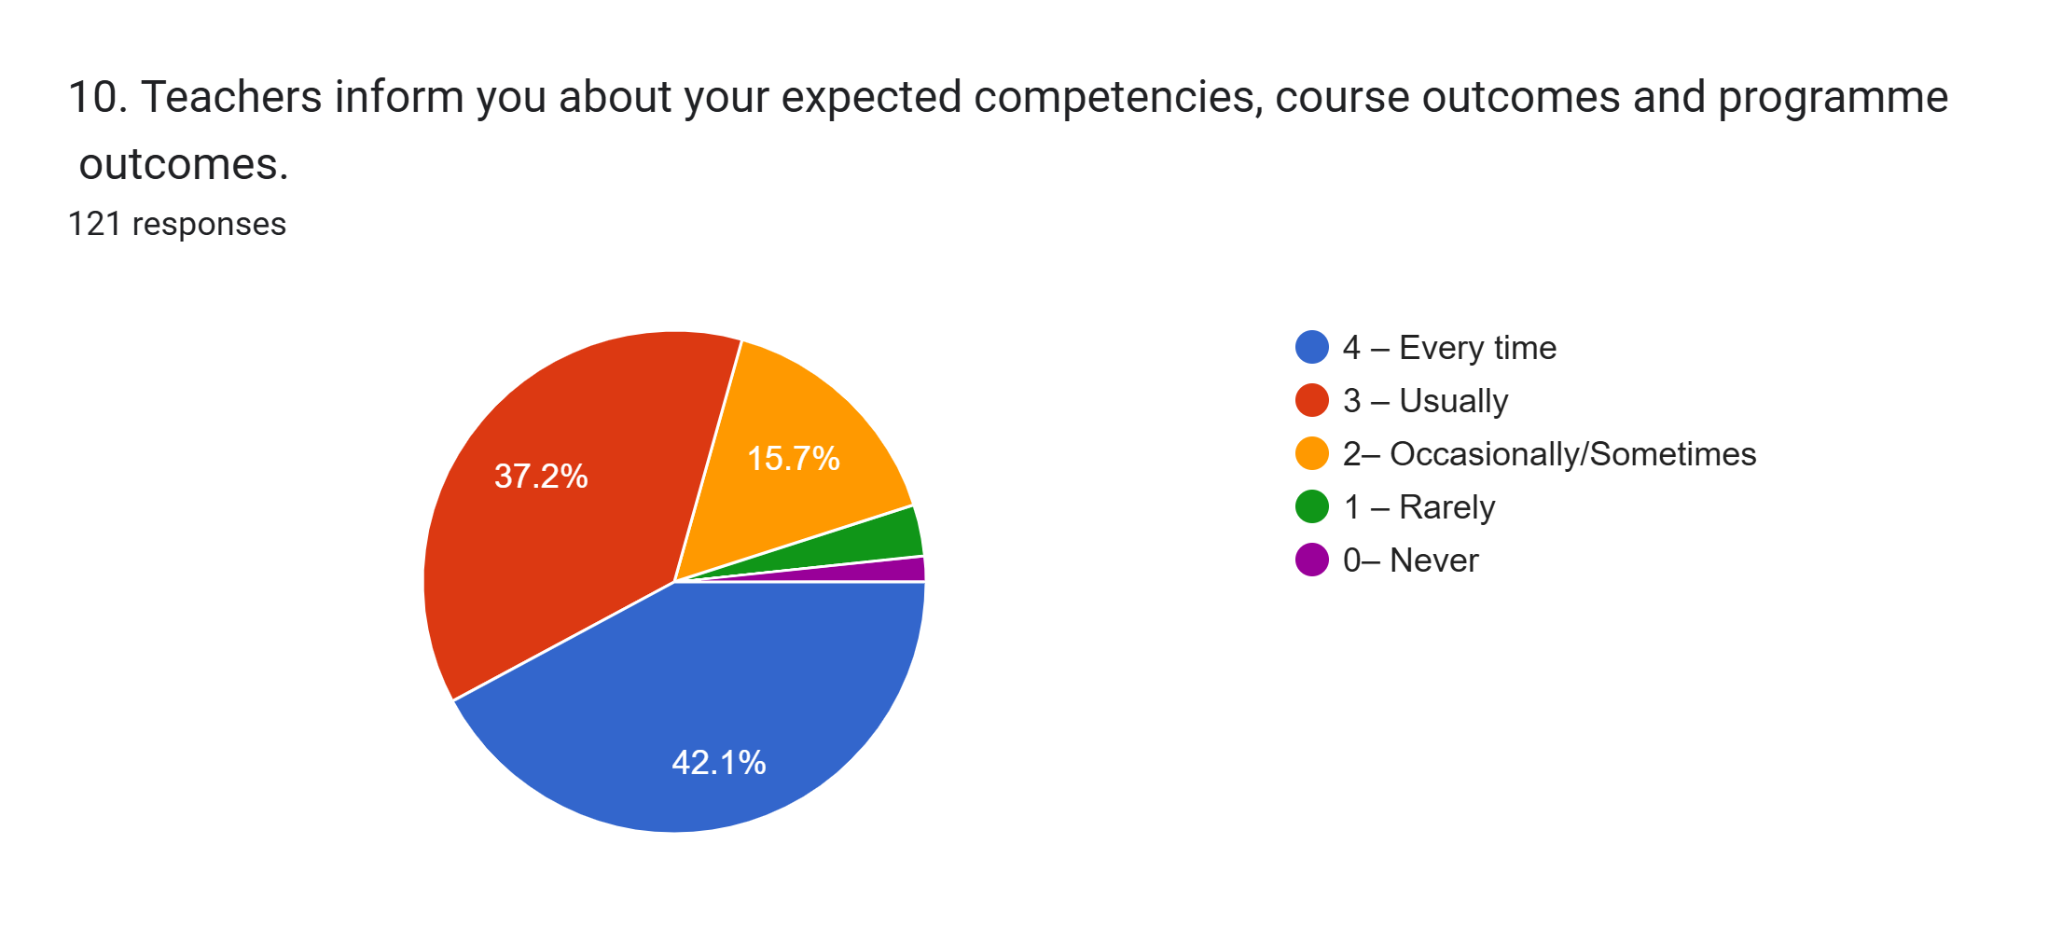 10. Teachers inform you about your expected competencies, course outcomes and programme
outcomes.
121 responses
4 – Every time
3 – Usually
2– Occasionally/Sometimes
1 – Rarely
0– Never
37.2%
15.7%
42.1%